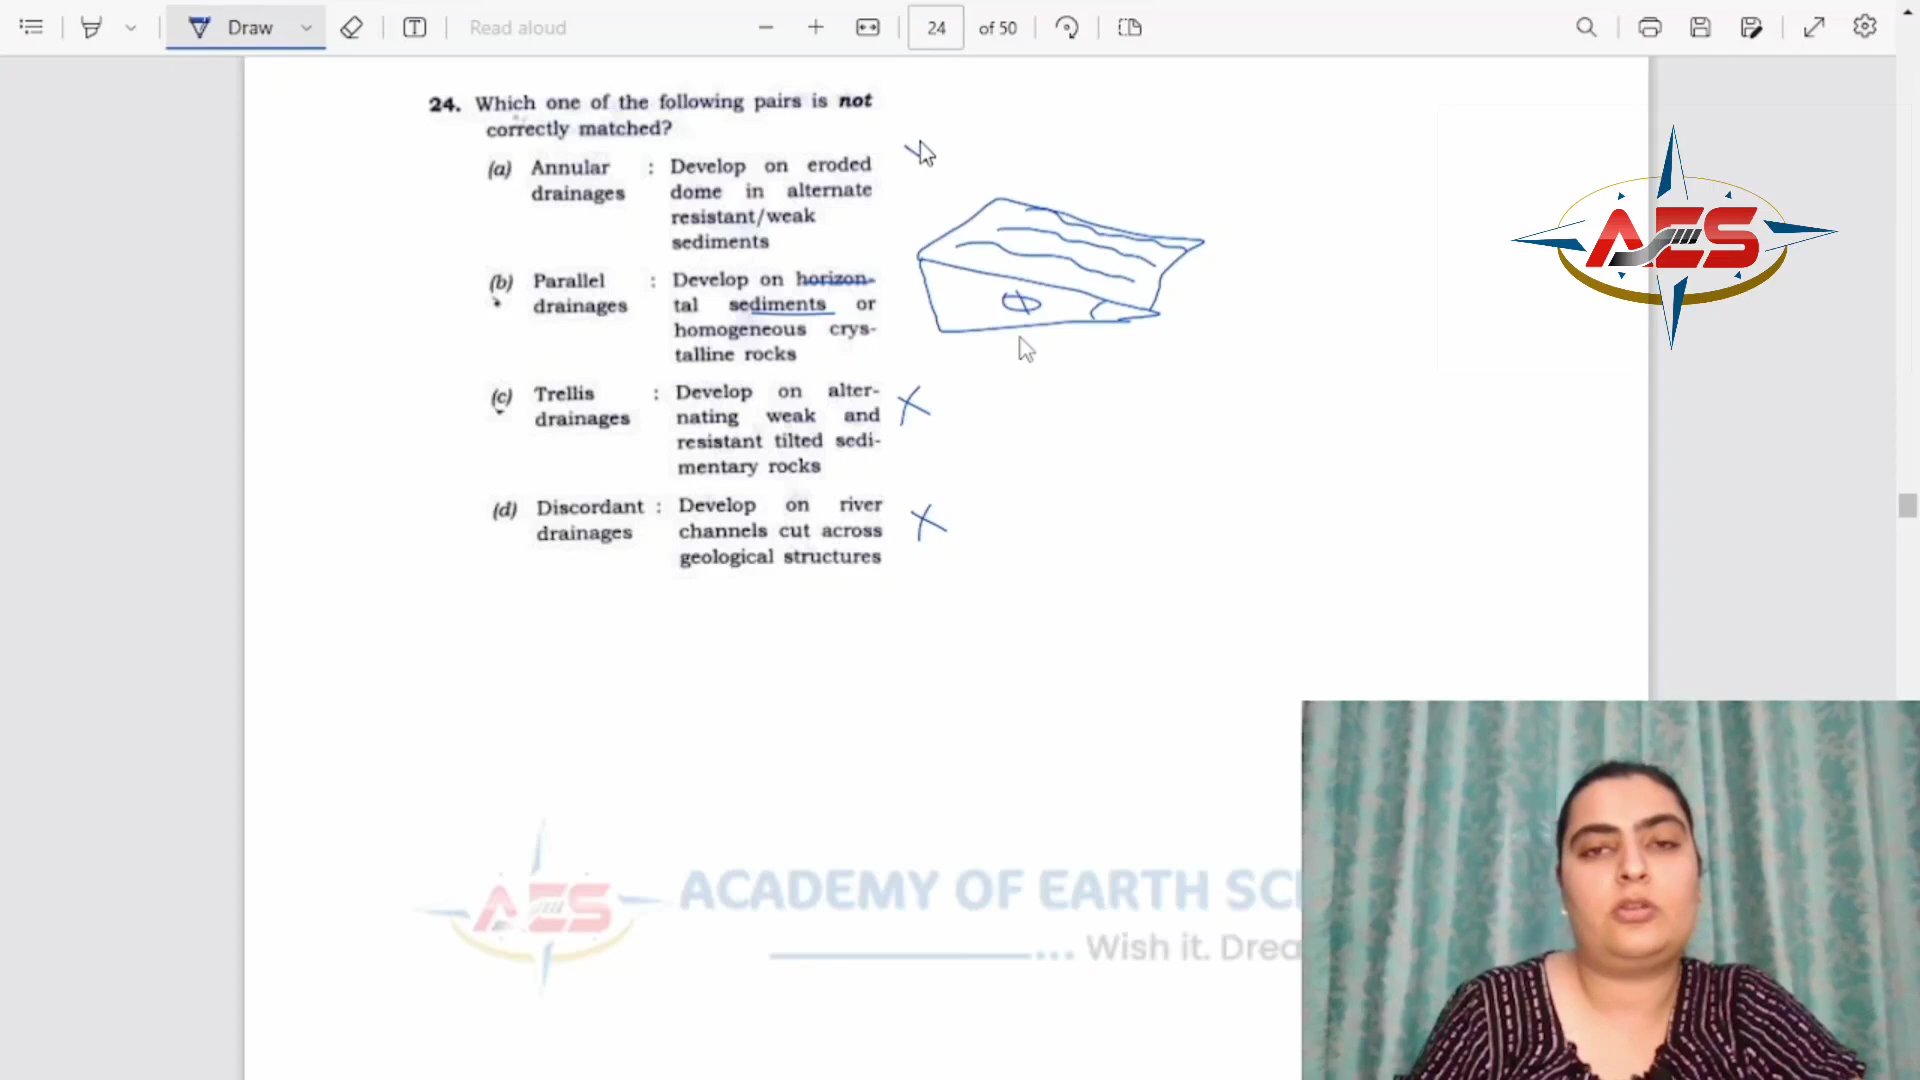 Draw
Read aloud
24
of 50
24. Which one of the following pairs is not
correctly matched?
(a) Annular : Develop on eroded
drainages dome in alternate
resistant/weak
sediments
(b) Parallel : Develop on horizon-
drainages tal sediments or
homogeneous crys-
talline rocks
(c) Trellis : Develop on alter-
drainages nating weak and
resistant tilted sedi-
mentary rocks
(d) Discordant : Develop on river
drainages channels cut across
geological structures
AES
AES
ACADEMY OF EARTH SC
... Wish it. Drea